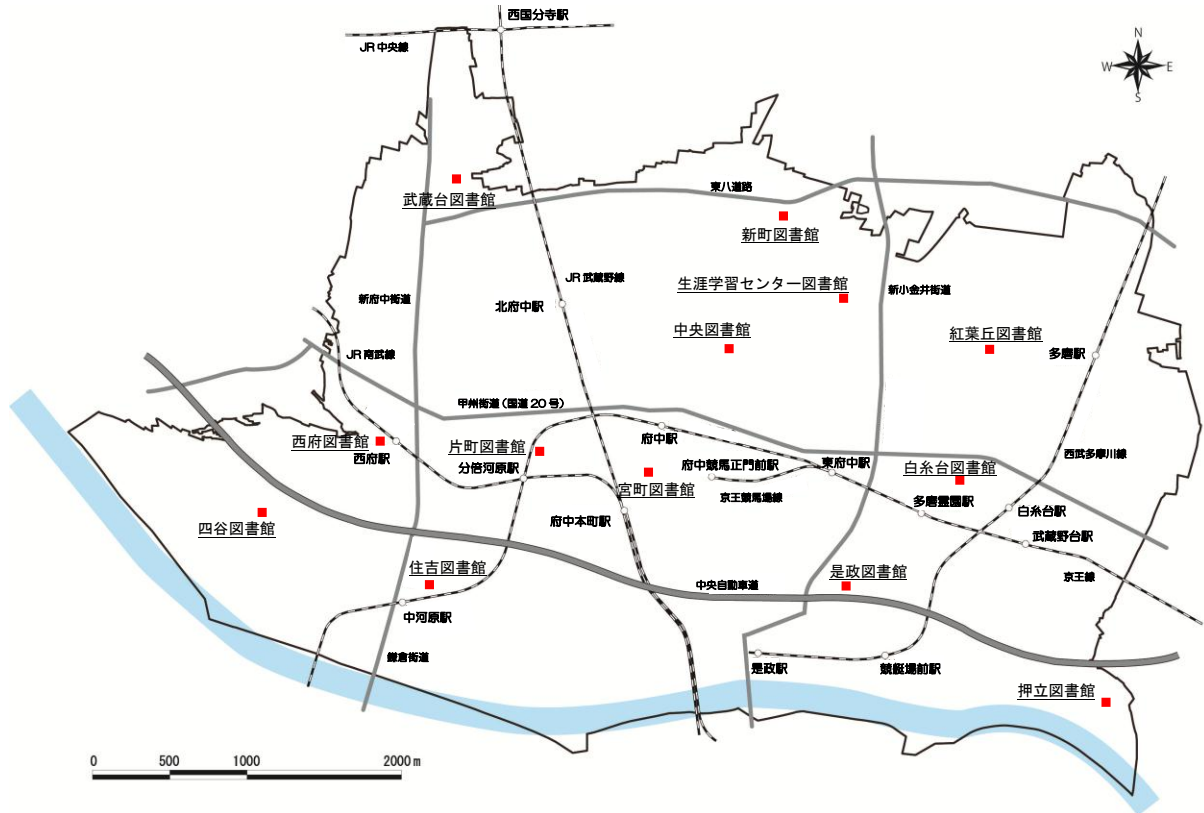 西国分寺駅
JR中央線
N
W
E
S
武蔵台図書館
東八道路
新町図書館
JR武蔵野線
生涯学習センター図書館
新小金井街道
新府中街道
北府中駅
中央図書館
紅葉丘図書館
多磨駅
JR南武線
甲州街道(国道20号)
西府図書館
西府駅
片町図書館
分倍河原駅
府中駅
府中競馬正門前駅
東府中駅
西武多摩川線
白糸台図書館
宮町図書館
京王競馬場線
多磨霊園駅
白糸台駅
四谷図書館
府中本町駅
武蔵野台駅
住吉図書館
中央自動車道
是政図書館
京王線
中河原駅
鎌倉街道
是政駅
競艇場前駅
押立図書館
0
500
1000
2000m